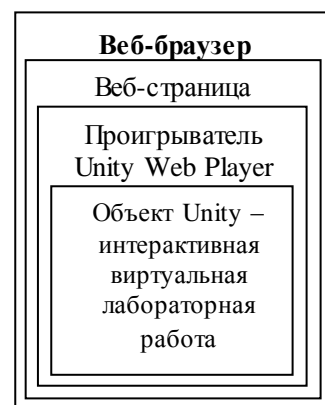 Веб-браузер
Веб-страница
Проигрыватель
Unity Web Player
Объект Unity –
интерактивная
виртуальная
лабораторная
работа